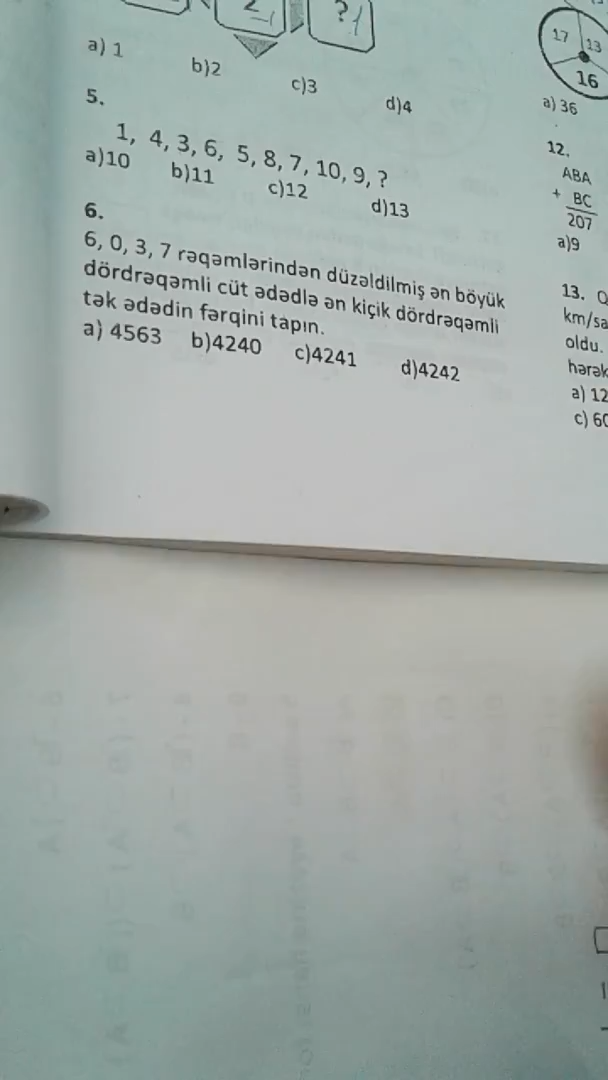 2
-1
? 1
a) 1
b)2
c)3
d)4
5.
1, 4, 3, 6, 5, 8, 7, 10, 9, ?
a)10 b)11 c)12 d)13
6.
6, 0, 3, 7 rəqəmlərindən düzəldilmiş ən böyük
dördrəqəmli cüt ədədlə ən kiçik dördrəqəmli
tək ədədin fərqini tapın.
a) 4563 b)4240 c)4241 d)4242
17 13
16
a) 36
12.
ABA
+ BC
207
a)9
13.
km/sa
oldu.
hərək
a) 12
c) 60